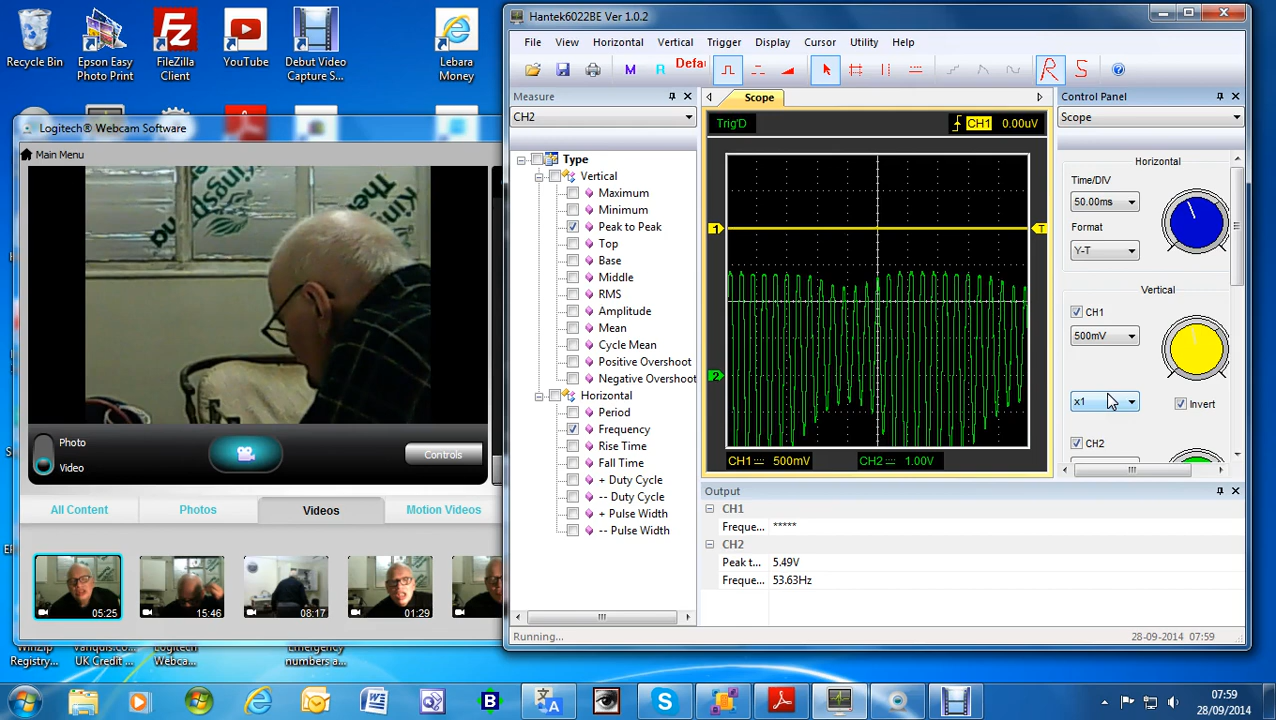 Recycle Bin
Epson Easy
Photo Print
FileZilla
Client
YouTube
Debut Video
Capture S...
Lebara
Money
Logitech® Webcam Software
Main Menu
Photo
Video
Controls
All Content
Photos
Videos
Motion Videos
05:25
15:46
08:17
01:29
WinZip
Registry...
Vanquis.co...
UK Credit ...
Logitech
Webca...
Emergency
numbers a...
Hantek6022BE Ver 1.0.2
File
View
Horizontal
Vertical
Trigger
Display
Cursor
Utility
Help
M
R
Defau
R
S
Measure
CH2
Type
Vertical
Maximum
Minimum
Peak to Peak
Top
Base
Middle
RMS
Amplitude
Mean
Cycle Mean
Positive Overshoot
Negative Overshoot
Horizontal
Period
Frequency
Rise Time
Fall Time
+ Duty Cycle
-- Duty Cycle
+ Pulse Width
-- Pulse Width
Scope
Trig'D
CH1
0.00uV
1
T
2
CH1
500mV
CH2
1.00V
Control Panel
Scope
Horizontal
Time/DIV
50.00ms
Format
Y-T
Vertical
CH1
500mV
x1
Invert
CH2
Output
CH1
Freque... *****
CH2
Peak t... 5.49V
Freque... 53.63Hz
Running...
28-09-2014 07:59
07:59
28/09/2014